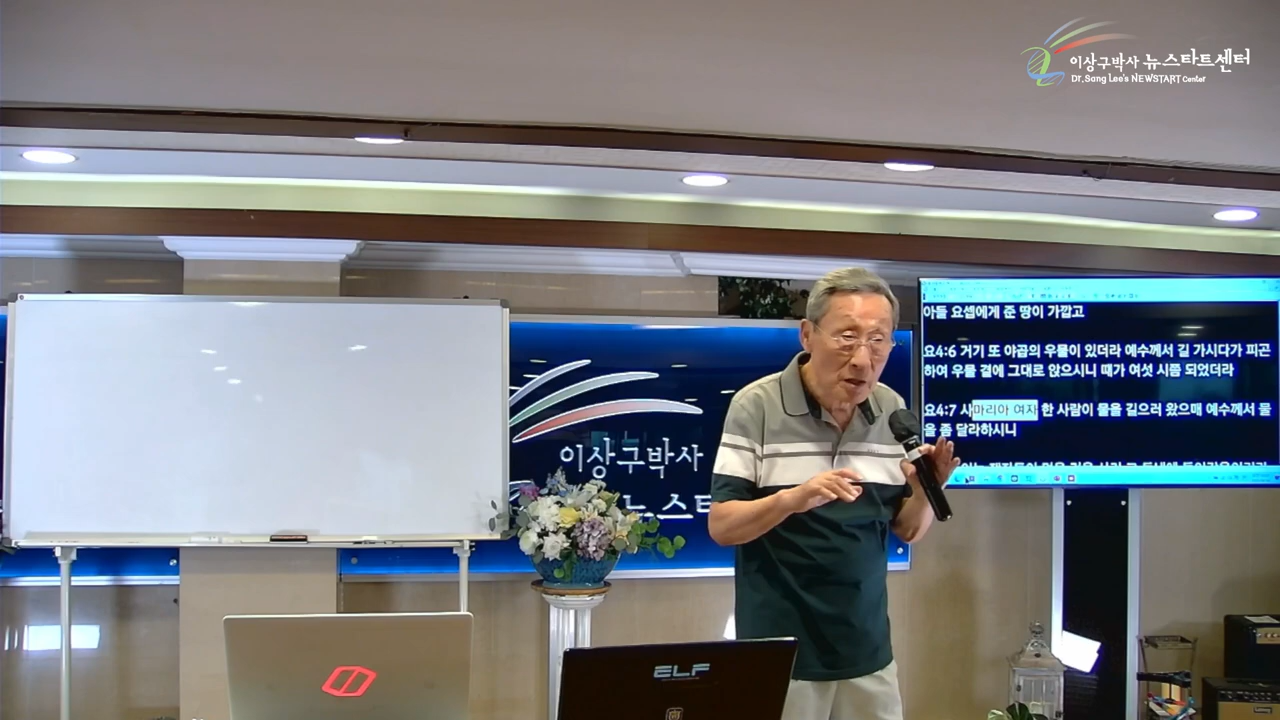 이상구박사 뉴스타트센터
Dr. Sang Lee's NEWSTART Center
아들 요셉에게 준 땅이 가깝고
요4:6 거기 또 야곱의 우물이 있더라 예수께서 길 가시다가 피곤
하여 우물 곁에 그대로 앉으시니 때가 여섯 시쯤 되었더라
요4:7 사마리아 여자 한 사람이 물을 길으러 왔으매 예수께서 물
을 좀 달라하시니
이상구박사
뉴스타
ELF